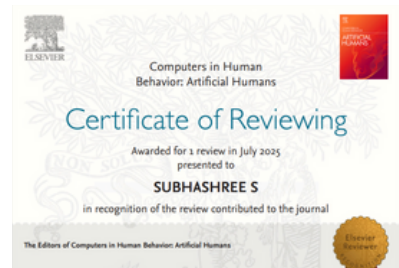 ELSEVIER
ARTIFICIAL
HUMANS
Computers in Human
Behavior: Artificial Humans
Certificate of Reviewing
Awarded for 1 review in July 2025
presented to
SUBHASHREE S
in recognition of the review contributed to the journal
The Editors of Computers in Human Behavior: Artificial Humans
Elsevier
Reviewer